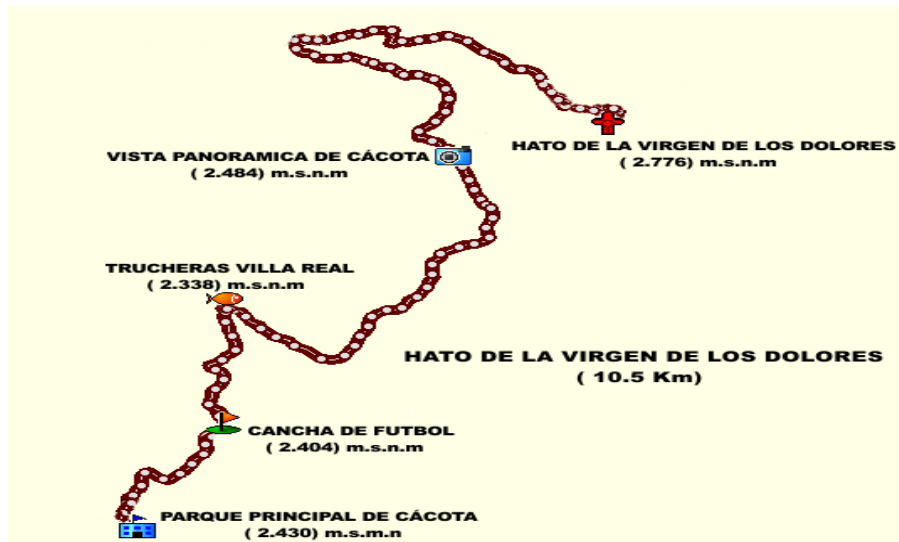 VISTA PANORAMICA DE CÁCOTA
( 2.484) m.s.n.m
HATO DE LA VIRGEN DE LOS DOLORES
( 2.776) m.s.n.m
TRUCHERAS VILLA REAL
( 2.338) m.s.n.m
HATO DE LA VIRGEN DE LOS DOLORES
( 10.5 Km)
CANCHA DE FUTBOL
( 2.404) m.s.n.m
PARQUE PRINCIPAL DE CÁCOTA
( 2.430) m.s.m.n